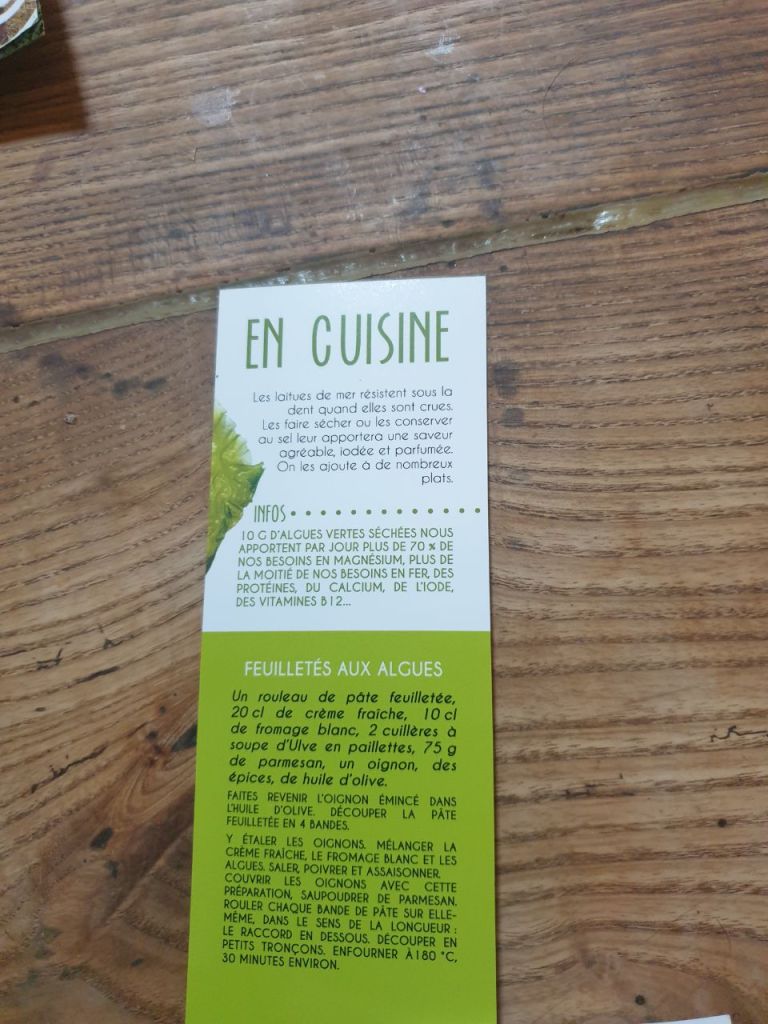 EN CUISINE
Les laitues de mer résistent sous la
dent quand elles sont crues.
Les faire sécher ou les conserver
au sel leur apportera une saveur
agréable, iodée et parfumée.
On les ajoute à de nombreux
plats.
INFOS
10 G D'ALGUES VERTES SÉCHÉES NOUS
APPORTENT PAR JOUR PLUS DE 70 % DE
NOS BESOINS EN MAGNÉSIUM, PLUS DE
LA MOITIÉ DE NOS BESOINS EN FER, DES
PROTÉINES, DU CALCIUM, DE L'IODE,
DES VITAMINES B12...
FEUILLETÉS AUX ALGUES
Un rouleau de pâte feuilletée,
20 cl de crème fraîche, 10 cl
de fromage blanc, 2 cuillères à
soupe d'Ulve en paillettes, 75 g
de parmesan, un oignon, des
épices, de huile d'olive.
FAITES REVENIR L'OIGNON ÉMINCÉ DANS
L'HUILE D'OLIVE. DÉCOUPER LA PÂTE
FEUILLETÉE EN 4 BANDES.
Y ÉTALER LES OIGNONS. MÉLANGER LA
CRÈME FRAÎCHE, LE FROMAGE BLANC ET LES
ALGUES. SALER, POIVRER ET ASSAISONNER.
COUVRIR LES OIGNONS AVEC CETTE
PRÉPARATION, SAUPOUDRER DE PARMESAN.
ROULER CHAQUE BANDE DE PÂTE SUR ELLE-
MÊME, DANS LE SENS DE LA LONGUEUR :
LE RACCORD EN DESSOUS. DÉCOUPER EN
PETITS TRONÇONS. ENFOURNER À 180 °C,
30 MINUTES ENVIRON.